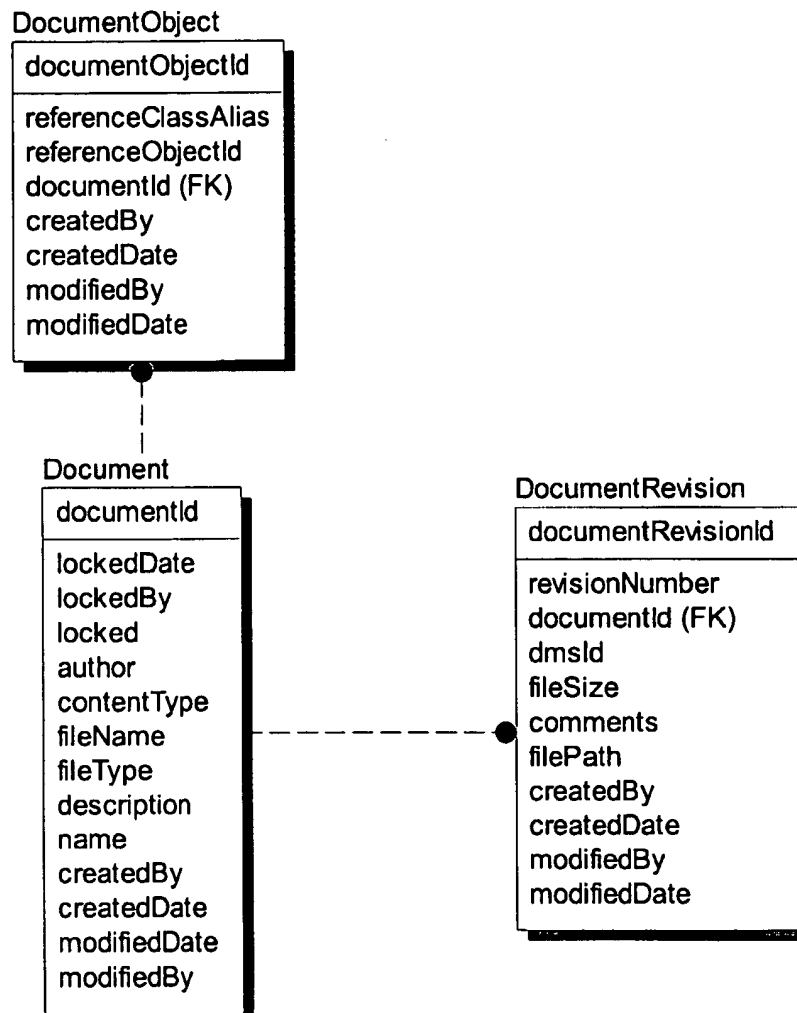 DocumentObject
documentObjectId
referenceClassAlias
referenceObjectId
documentId (FK)
createdBy
createdDate
modifiedBy
modifiedDate
Document
documentId
lockedDate
lockedBy
locked
author
contentType
fileName
fileType
description
name
createdBy
createdDate
modifiedDate
modifiedBy
DocumentRevision
documentRevisionId
revisionNumber
documentId (FK)
dmsId
fileSize
comments
filePath
createdBy
createdDate
modifiedBy
modifiedDate